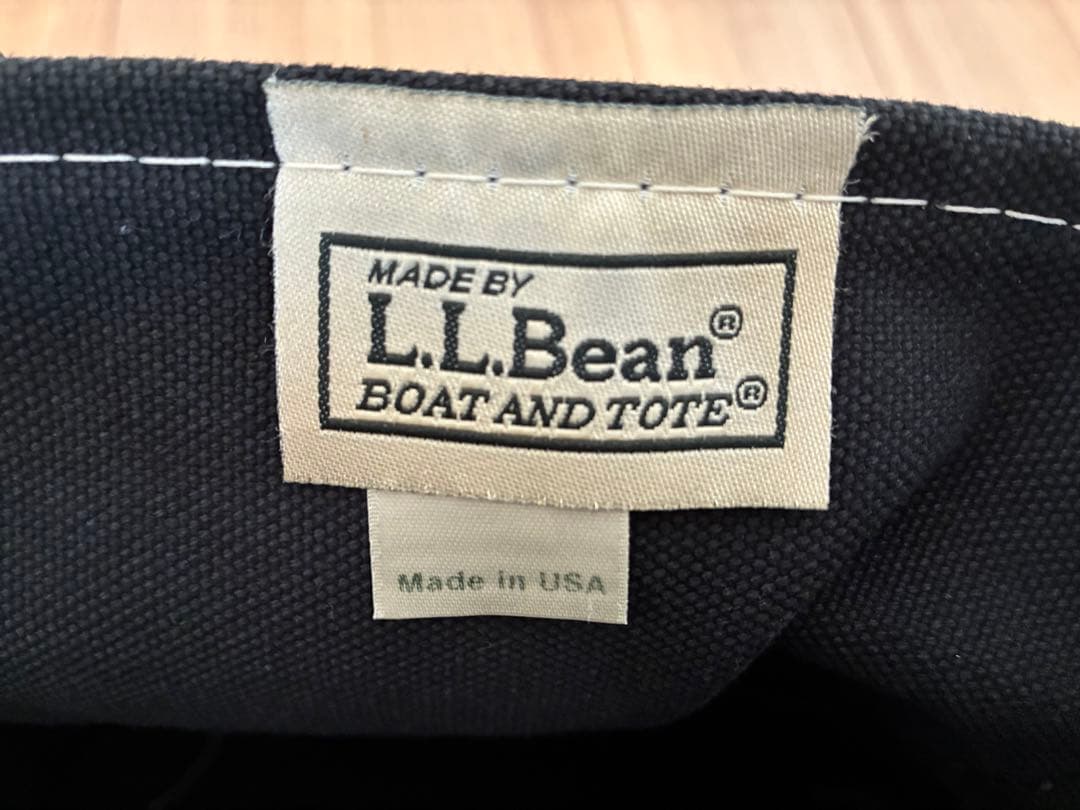 MADE BY
L.L.Bean®
BOAT AND TOTE®
Made in USA